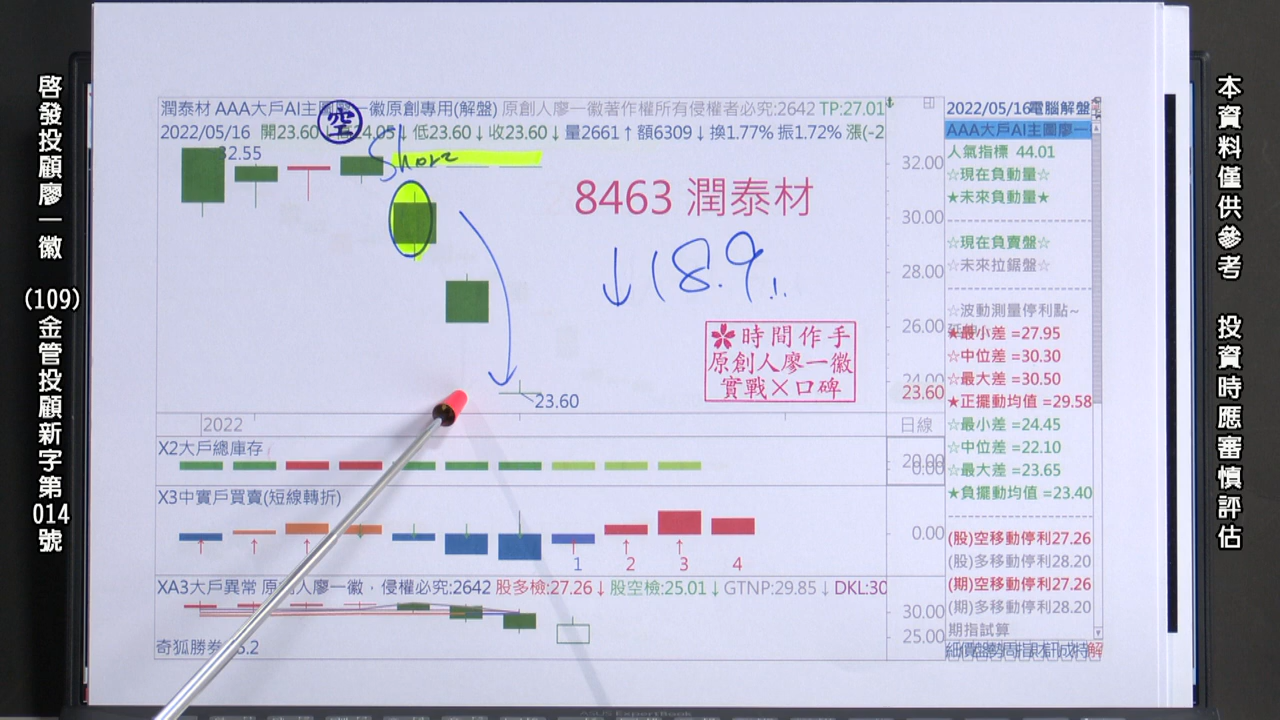 啓發投顧廖一徽 (109)金管投顧新字第014號
本資料僅供參考 投資時應審慎評估
潤泰材 AAA大戶AI主圖廖一徽原創專用(解盤) 原創人廖一徽著作權所有侵權者必究:2642 TP:27.01
空
2022/05/16 開23.60↓ 24.05↓ 低23.60↓ 收23.60↓ 量2661↑ 額6309↓ 換1.77% 振1.72% 漲(-2
32.55
Short
8463 潤泰材
↓18.9%
✽時間作手
原創人廖一徽
實戰×口碑
23.60
32.00
30.00
28.00
26.00
24.00
23.60
2022
日線
X2大戶總庫存
20.00
0.00
X3中實戶買賣(短線轉折)
0.00
1 2 3 4
XA3大戶異常 原創人廖一徽,侵權必究:2642 股多檢:27.26↓ 股空檢:25.01↓ GTNP:29.85↓ DKL:30
30.00
25.00
奇狐勝券
2022/05/16電腦解盤
AAA大戶AI主圖廖一
人氣指標 44.01
☆現在負動量☆
★未來負動量★
☆現在負賣盤☆
☆未來拉鋸盤☆
☆波動測量停利點~
★最小差 =27.95
☆中位差 =30.30
☆最大差 =30.50
★正擺動均值 =29.58
☆最小差 =24.45
☆中位差 =22.10
☆最大差 =23.65
★負擺動均值 =23.40
(股)空移動停利27.26
(股)多移動停利28.20
(期)空移動停利27.26
(期)多移動停利28.20
期指試算
ASUS ExpertBook